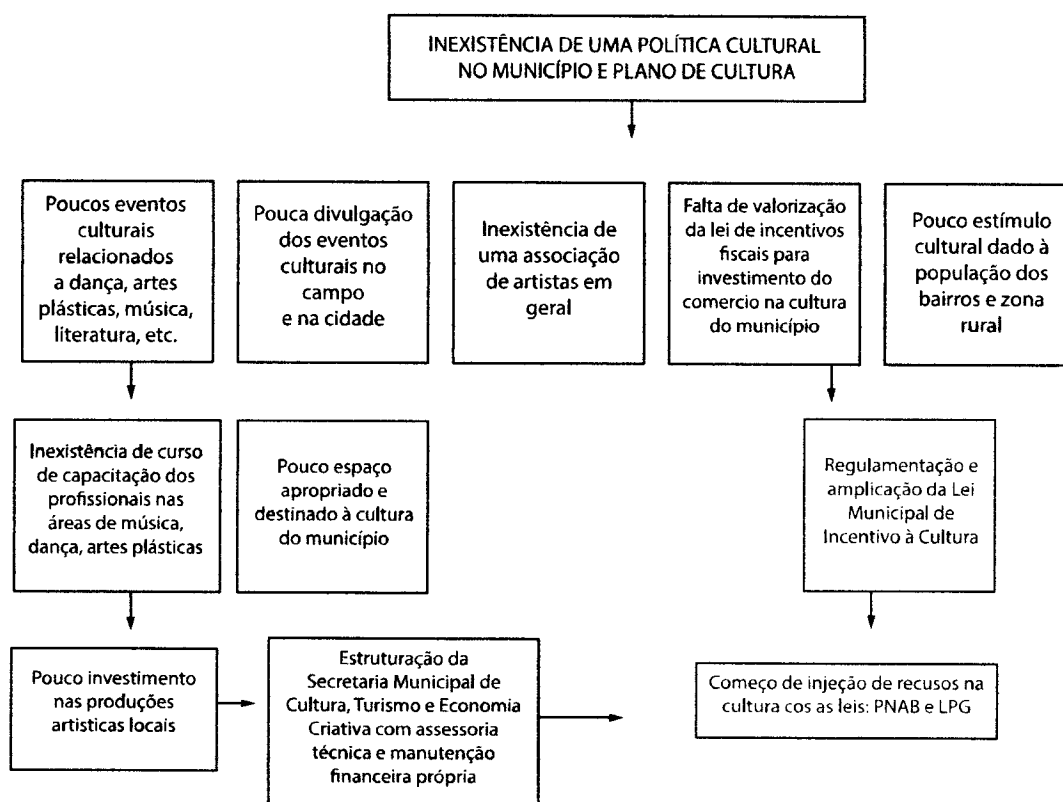 INEXISTÊNCIA DE UMA POLÍTICA CULTURAL
NO MUNICÍPIO E PLANO DE CULTURA
Poucos eventos
culturais
relacionados
a dança, artes
plásticas, música,
literatura, etc.
Pouca divulgação
dos eventos
culturais no
campo
e na cidade
Inexistência de
uma associação
de artistas em
geral
Falta de valorização
da lei de incentivos
fiscais para
investimento do
comercio na cultura
do município
Pouco estímulo
cultural dado à
população dos
bairros e zona
rural
Inexistência de curso
de capacitação dos
profissionais nas
áreas de música,
dança, artes plásticas
Pouco espaço
apropriado e
destinado à cultura
do município
Regulamentação e
amplicação da Lei
Municipal de
Incentivo à Cultura
Pouco investimento
nas produções
artisticas locais
Estruturação da
Secretaria Municipal de
Cultura, Turismo e Economia
Criativa com assessoria
técnica e manutenção
financeira própria
Começo de injeção de recusos na
cultura cos as leis: PNAB e LPG